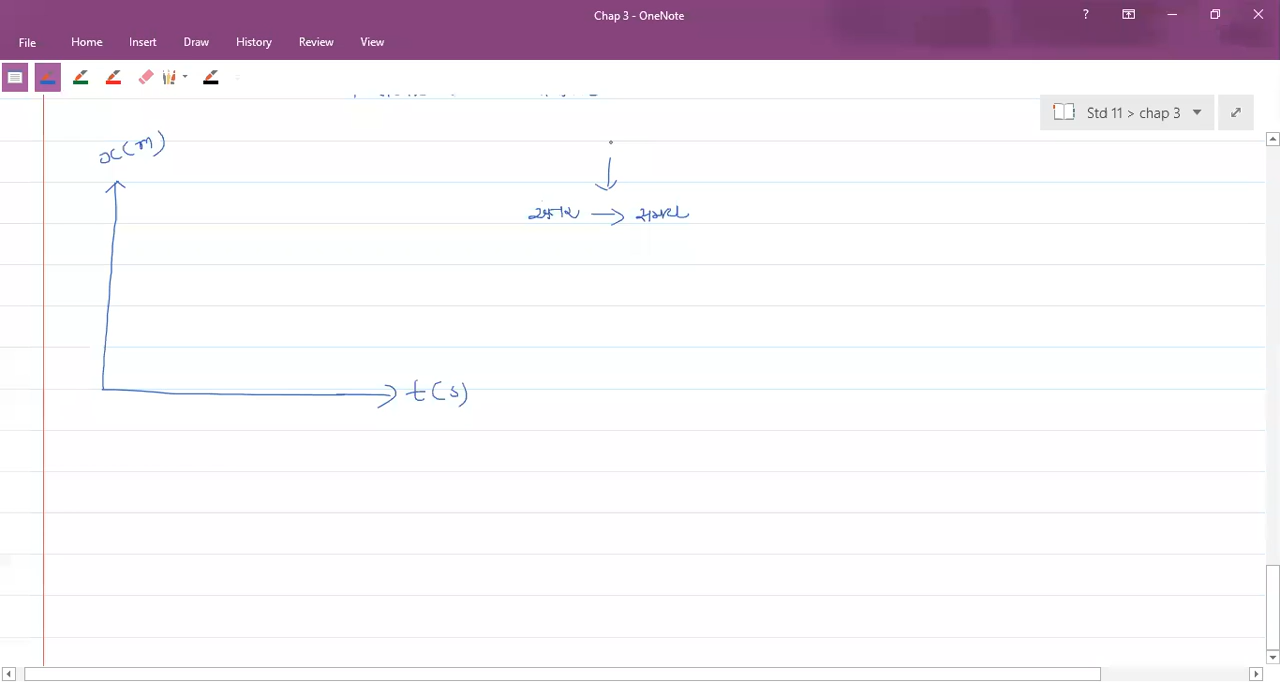 Chap 3 - OneNote
?
File Home Insert Draw History Review View
Std 11 > chap 3
x(m)
t(s)